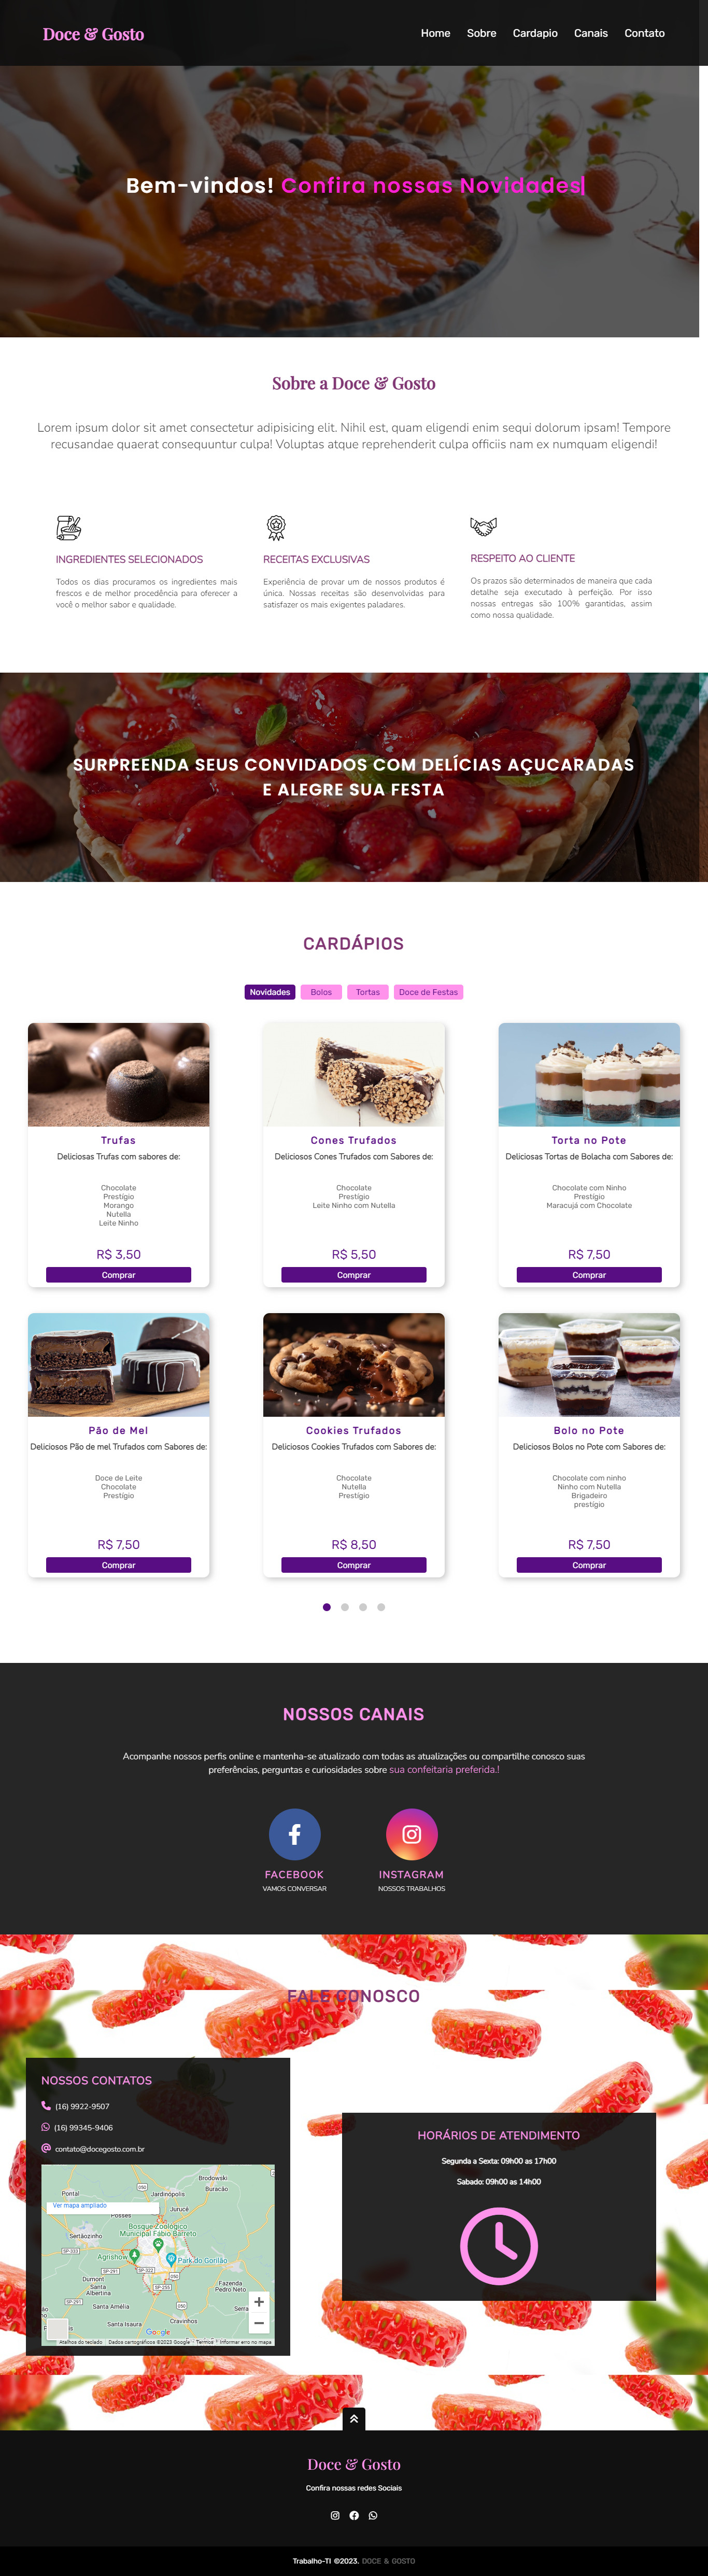 Doce & Gosto
Home Sobre Cardapio Canais Contato
Bem-vindos! Confira nossas Novidades|
Sobre a Doce & Gosto
Lorem ipsum dolor sit amet consectetur adipisicing elit. Nihil est, quam eligendi enim sequi dolorum ipsam! Tempore
recusandae quaerat consequuntur culpa! Voluptas atque reprehenderit culpa officiis nam ex numquam eligendi!
INGREDIENTES SELECIONADOS
Todos os dias procuramos os ingredientes mais
frescos e de melhor procedência para oferecer a
você o melhor sabor e qualidade.
RECEITAS EXCLUSIVAS
Experiência de provar um de nossos produtos é
única. Nossas receitas são desenvolvidas para
satisfazer os mais exigentes paladares.
RESPEITO AO CLIENTE
Os prazos são determinados de maneira que cada
detalhe seja executado à perfeição. Por isso
nossas entregas são 100% garantidas, assim
como nossa qualidade.
SURPREENDA SEUS CONVIDADOS COM DELÍCIAS AÇUCARADAS
E ALEGRE SUA FESTA
CARDÁPIOS
Novidades Bolos Tortas Doce de Festas
Trufas
Deliciosas Trufas com sabores de:
Chocolate
Prestígio
Morango
Nutella
Leite Ninho
R$ 3,50
Comprar
Cones Trufados
Deliciosos Cones Trufados com Sabores de:
Chocolate
Prestígio
Leite Ninho com Nutella
R$ 5,50
Comprar
Torta no Pote
Deliciosas Tortas de Bolacha com Sabores de:
Chocolate com Ninho
Prestígio
Maracujá com Chocolate
R$ 7,50
Comprar
Pão de Mel
Deliciosos Pão de mel Trufados com Sabores de:
Doce de Leite
Chocolate
Prestígio
R$ 7,50
Comprar
Cookies Trufados
Deliciosos Cookies Trufados com Sabores de:
Chocolate
Nutella
Prestígio
R$ 8,50
Comprar
Bolo no Pote
Deliciosos Bolos no Pote com Sabores de:
Chocolate com ninho
Ninho com Nutella
Brigadeiro
prestígio
R$ 7,50
Comprar
NOSSOS CANAIS
Acompanhe nossos perfis online e mantenha-se atualizado com todas as atualizações ou compartilhe conosco suas
preferências, perguntas e curiosidades sobre sua confeitaria preferida.!
FACEBOOK
VAMOS CONVERSAR
INSTAGRAM
NOSSOS TRABALHOS
FALE CONOSCO
NOSSOS CONTATOS
(16) 9922-9507
(16) 99345-9406
contato@docegosto.com.br
Ver mapa ampliado
Pontal
Brodowski
Jardinópolis
Buracão
Jurucê
Posses
Sertãozinho
Bosque Zoológico
Municipal Fábio Barreto
Agrishow
Park do Gorilão
Dumont
Santa
Albertina
Fazenda
Pedro Neto
Santa Amélia
Serra
Santa Isaura
Cravinhos
Google
Atalhos do teclado Dados cartográficos ©2023 Google Termos Informar erro no mapa
HORÁRIOS DE ATENDIMENTO
Segunda a Sexta: 09h00 as 17h00
Sabado: 09h00 as 14h00
Doce & Gosto
Confira nossas redes Sociais
Trabalho-TI ©2023. DOCE & GOSTO